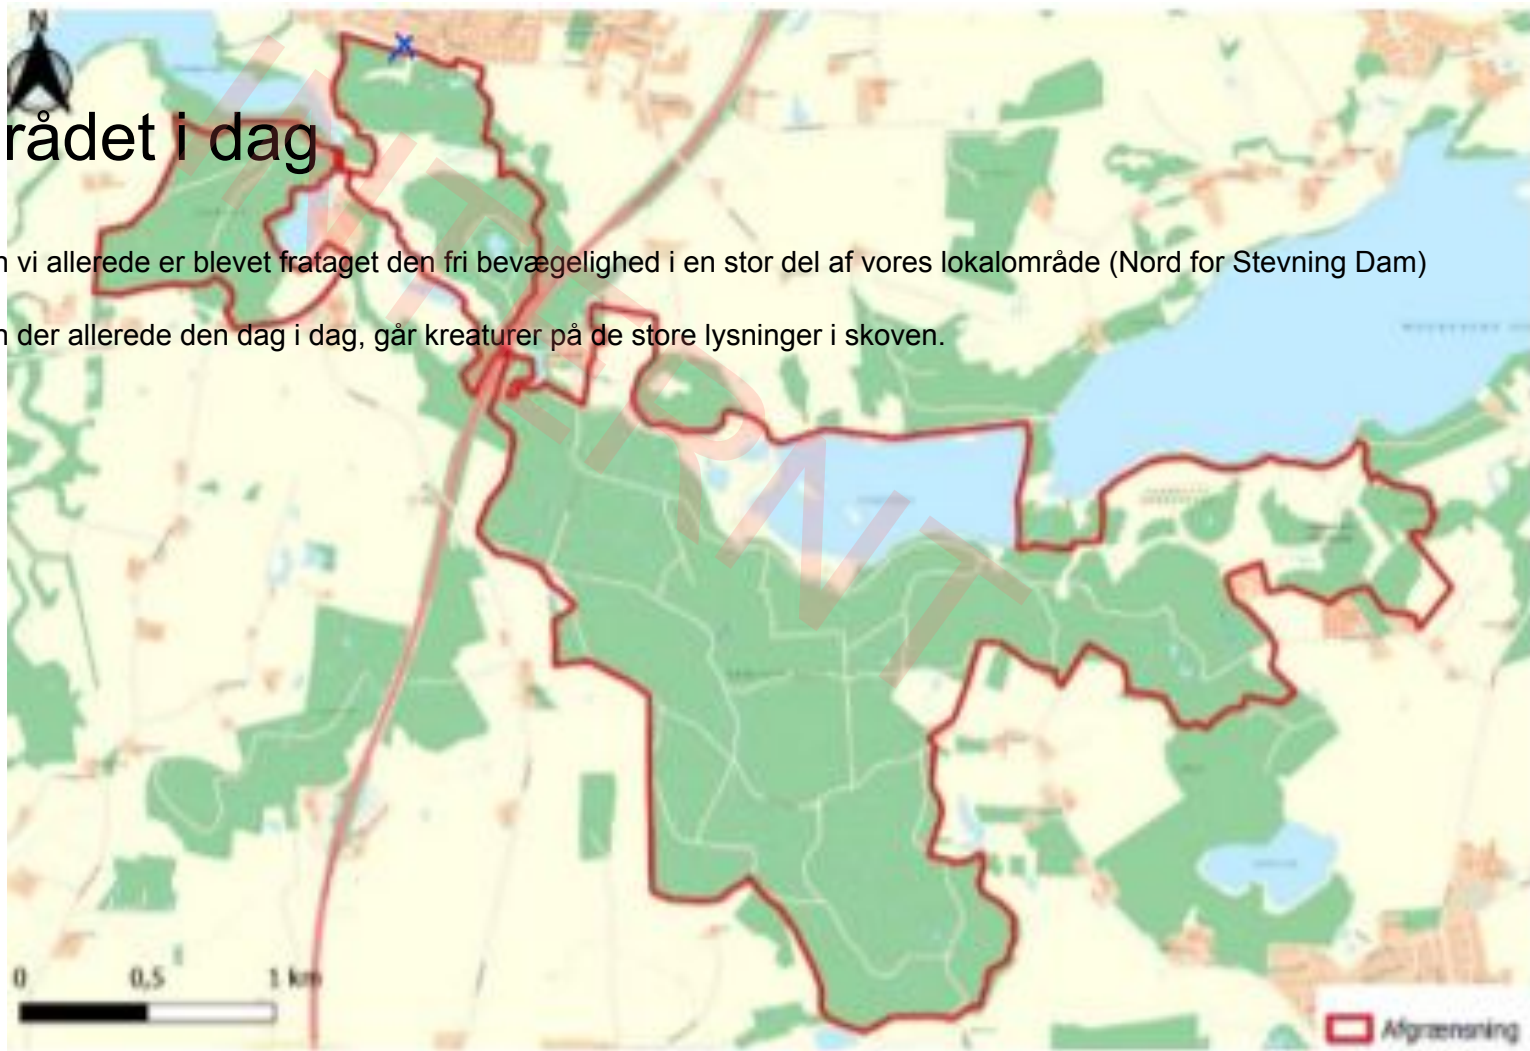 N
rådet i dag
vi allerede er blevet frataget den fri bevægelighed i en stor del af vores lokalområde (Nord for Stevning Dam)
der allerede den dag i dag, går kreaturer på de store lysninger i skoven.
INTERNT
0 0,5 1 km
Afgrænsning